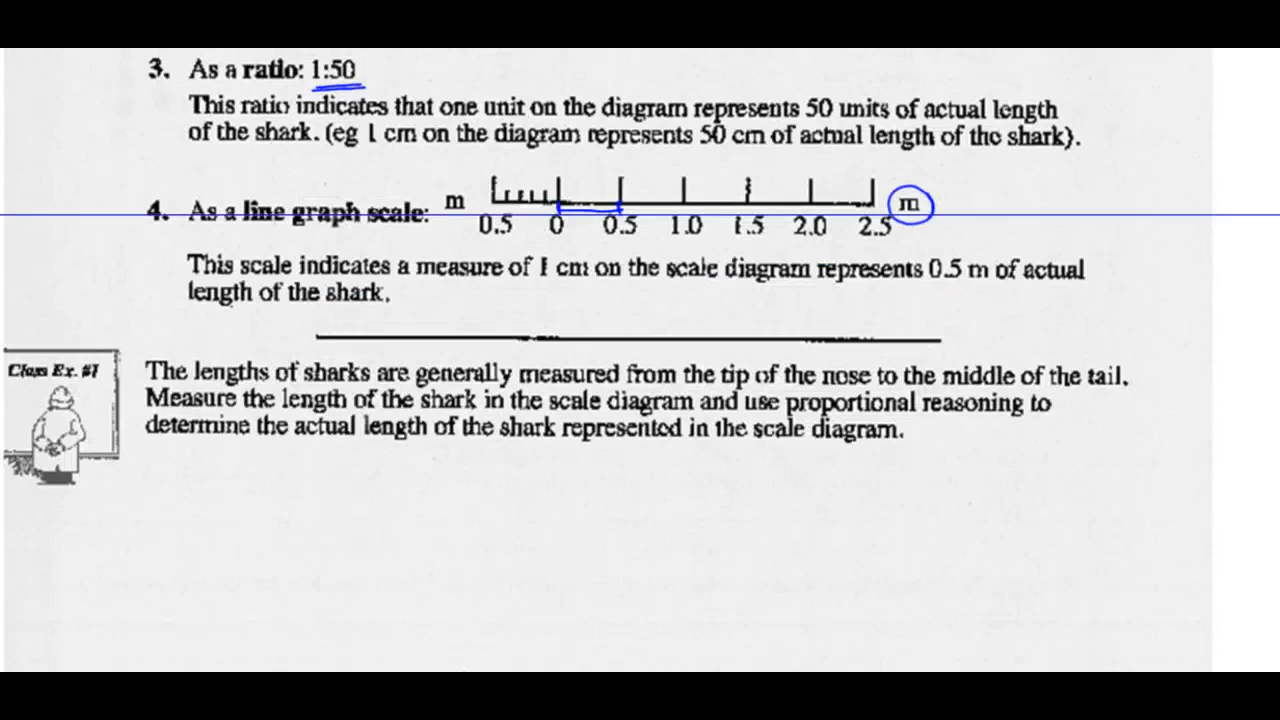 3. As a ratio: 1:50
This ratio indicates that one unit on the diagram represents 50 units of actual length
of the shark. (eg 1 cm on the diagram represents 50 cm of actual length of the shark).
4. As a line graph scale: m 0.5 0 0.5 1.0 1.5 2.0 2.5 m
This scale indicates a measure of 1 cm on the scale diagram represents 0.5 m of actual
length of the shark.
Class Ex. #1
The lengths of sharks are generally measured from the tip of the nose to the middle of the tail.
Measure the length of the shark in the scale diagram and use proportional reasoning to
determine the actual length of the shark represented in the scale diagram.